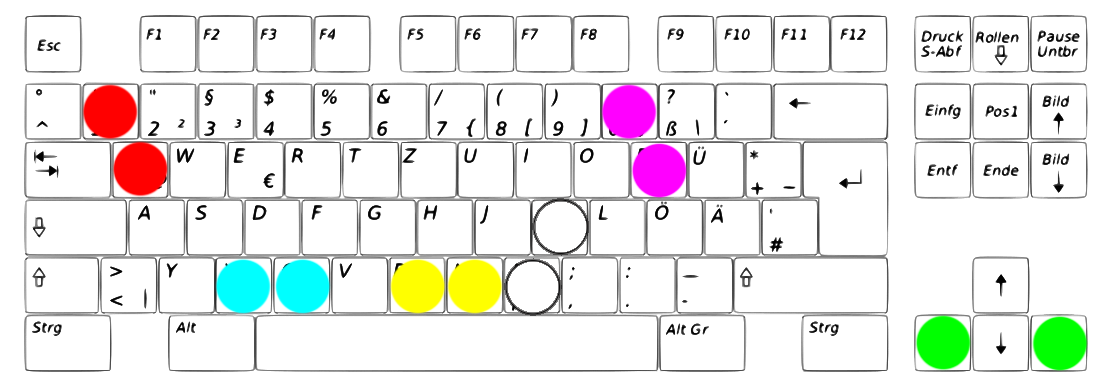 Esc F1 F2 F3 F4 F5 F6 F7 F8 F9 F10 F11 F12 Druck S-Abf Rollen Pause Untbr
° ^ " 2 ² § 3 ³ $ 4 % 5 & 6 / 7 { ( 8 [ ) 9 ] ? ß \ ` ´ Einfg Pos1 Bild
W E € R T Z U I O Ü * + ~ Entf Ende Bild
A S D F G H J L Ö Ä ' #
> < | Y V ; , : . _ -
Strg Alt Alt Gr Strg